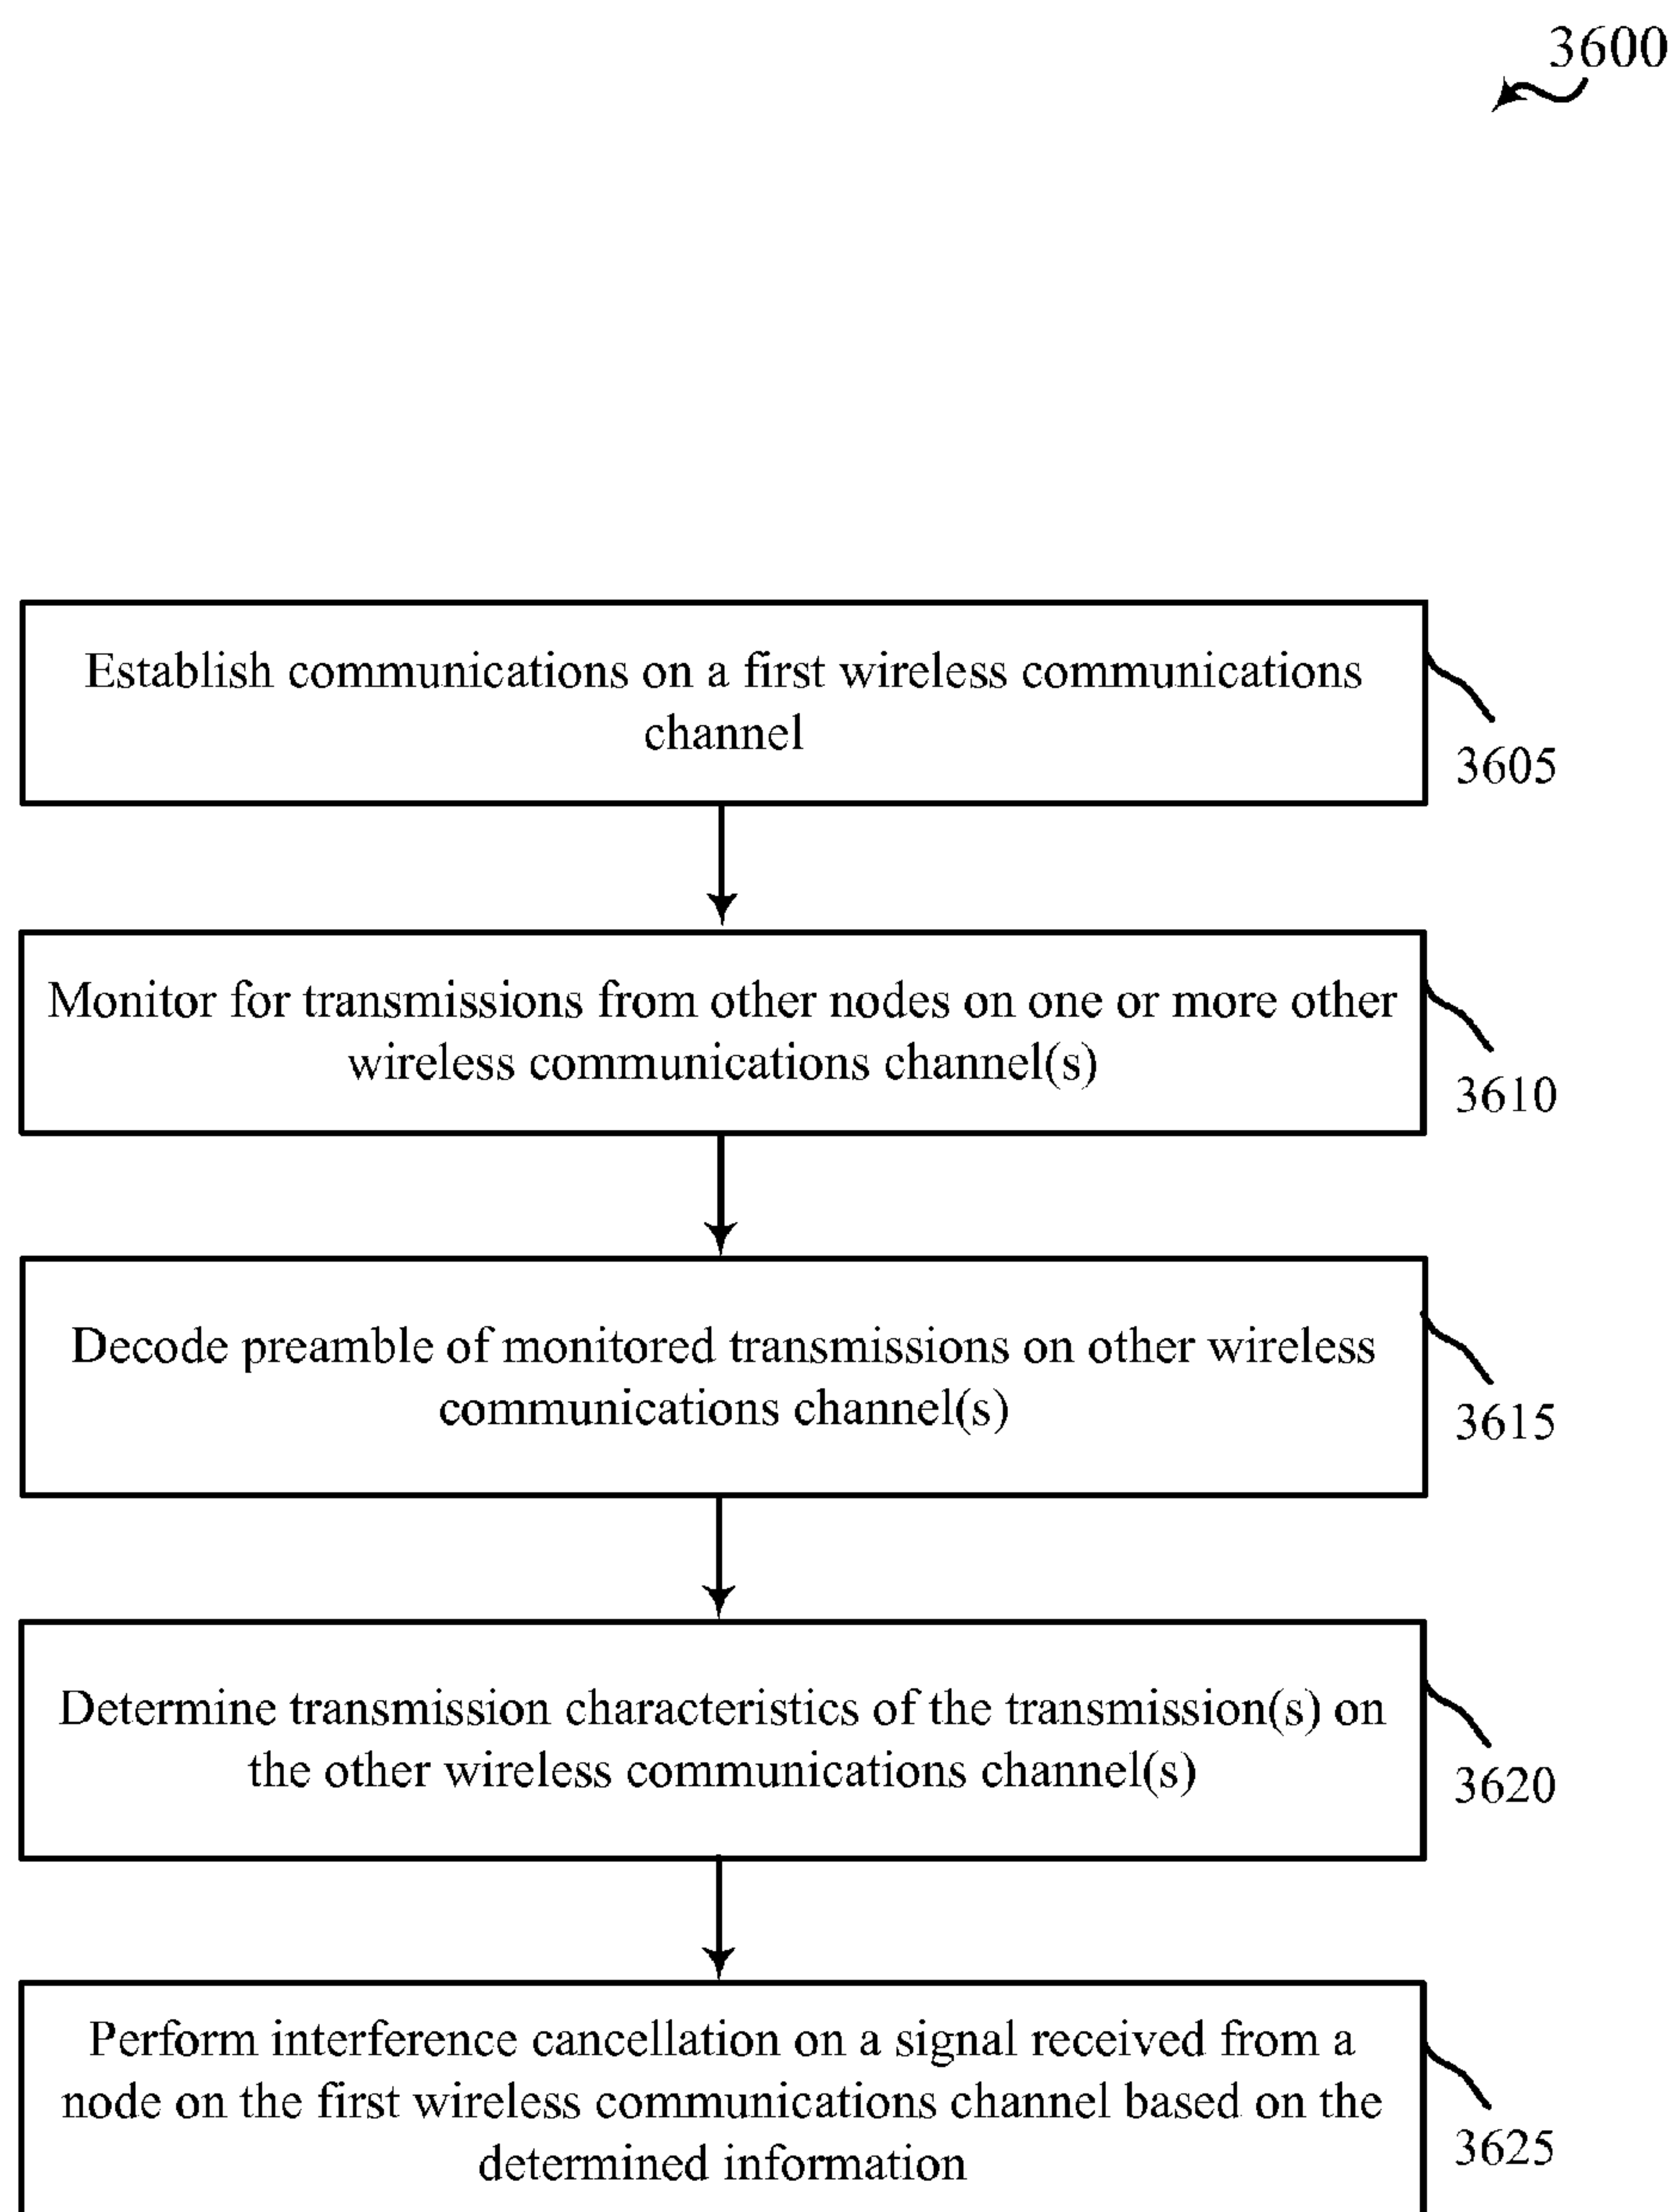 3600
Establish communications on a first wireless communications
channel
3605
Monitor for transmissions from other nodes on one or more other
wireless communications channel(s)
3610
Decode preamble of monitored transmissions on other wireless
communications channel(s)
3615
Determine transmission characteristics of the transmission(s) on
the other wireless communications channel(s)
3620
Perform interference cancellation on a signal received from a
node on the first wireless communications channel based on the
determined information
3625